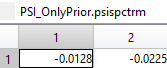 PSI_OnlyPrior.psispctrm
1 2
1 -0.0128 -0.0225